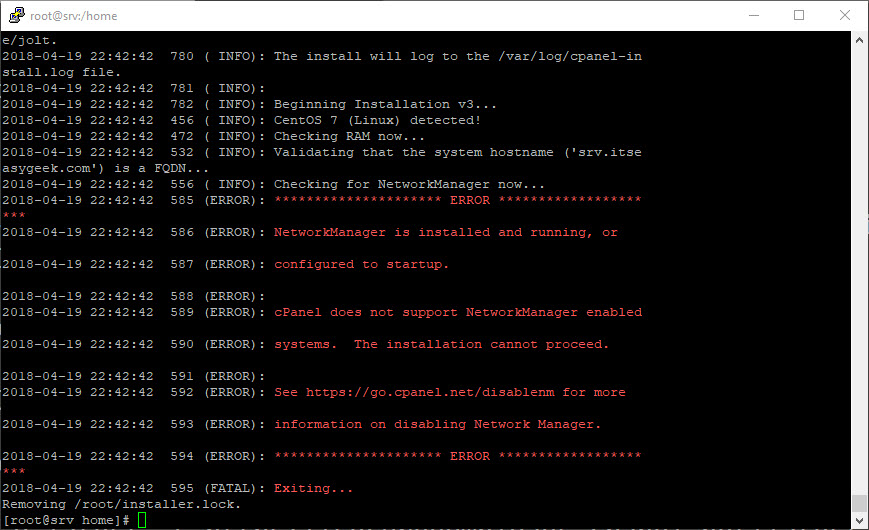 root@srv:/home
e/jolt.
2018-04-19 22:42:42  780 ( INFO): The install will log to the /var/log/cpanel-in
stall.log file.
2018-04-19 22:42:42  781 ( INFO):
2018-04-19 22:42:42  782 ( INFO): Beginning Installation v3...
2018-04-19 22:42:42  456 ( INFO): CentOS 7 (Linux) detected!
2018-04-19 22:42:42  472 ( INFO): Checking RAM now...
2018-04-19 22:42:42  532 ( INFO): Validating that the system hostname ('srv.itse
asygeek.com') is a FQDN...
2018-04-19 22:42:42  556 ( INFO): Checking for NetworkManager now...
2018-04-19 22:42:42  585 (ERROR): ********************* ERROR ******************
***
2018-04-19 22:42:42  586 (ERROR): NetworkManager is installed and running, or
2018-04-19 22:42:42  587 (ERROR): configured to startup.
2018-04-19 22:42:42  588 (ERROR):
2018-04-19 22:42:42  589 (ERROR): cPanel does not support NetworkManager enabled
2018-04-19 22:42:42  590 (ERROR): systems.  The installation cannot proceed.
2018-04-19 22:42:42  591 (ERROR):
2018-04-19 22:42:42  592 (ERROR): See https://go.cpanel.net/disablenm for more
2018-04-19 22:42:42  593 (ERROR): information on disabling Network Manager.
2018-04-19 22:42:42  594 (ERROR): ********************* ERROR ******************
***
2018-04-19 22:42:42  595 (FATAL): Exiting...
Removing /root/installer.lock.
[root@srv home]#